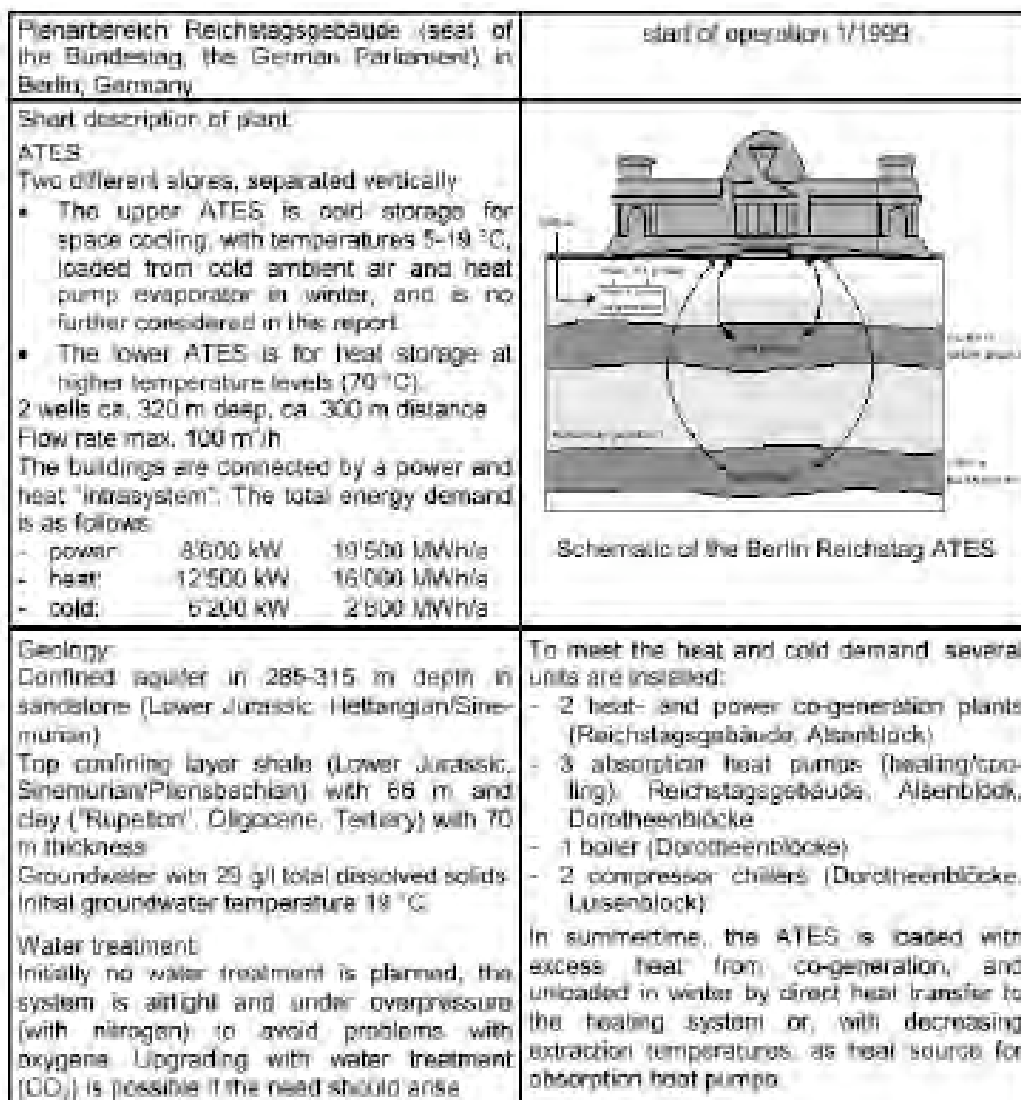 Plenarbereich Reichstagsgebäude (seat of
the Bundestag, the German Parliament) in
Berlin, Germany
start of operation 1/1999
Short description of plant:
ATES
Two different stores, separated vertically
• The upper ATES is cold storage for
space cooling, with temperatures 5-19 °C,
loaded from cold ambient air and heat
pump evaporator in winter, and is no
further considered in this report
• The lower ATES is for heat storage at
higher temperature levels (70 °C).
2 wells ca. 320 m deep, ca. 300 m distance
Flow rate max. 100 m³/h
The buildings are connected by a power and
heat "intrasystem". The total energy demand
is as follows
- power: 8'600 kW 19'500 MWh/a
- heat: 12'500 kW 16'000 MWh/a
- cold: 6'200 kW 2'800 MWh/a
Schematic of the Berlin Reichstag ATES
Geology:
Confined aquifer in 285-315 m depth in
sandstone (Lower Jurassic, Hettangian/Sine-
murian)
Top confining layer shale (Lower Jurassic,
Sinemurian/Pliensbachian) with 66 m and
clay ("Rupelton", Oligocene, Tertiary) with 70
m thickness
Groundwater with 29 g/l total dissolved solids
Initial groundwater temperature 19 °C
Water treatment:
Initially no water treatment is planned, the
system is airtight and under overpressure
(with nitrogen) to avoid problems with
oxygene. Upgrading with water treatment
(CO₂) is possible if the need should arise
To meet the heat and cold demand, several
units are installed:
- 2 heat- and power co-generation plants
(Reichstagsgebäude, Alsenblock)
- 3 absorption heat pumps (heating/coo-
ling), Reichstagsgebäude, Alsenblock,
Dorotheenblöcke
- 1 boiler (Dorotheenblöcke)
- 2 compressor chillers (Dorotheenblöcke,
Luisenblock)
In summertime, the ATES is loaded with
excess heat from co-generation, and
unloaded in winter by direct heat transfer to
the heating system or, with decreasing
extraction temperatures, as heat source for
absorption heat pumps